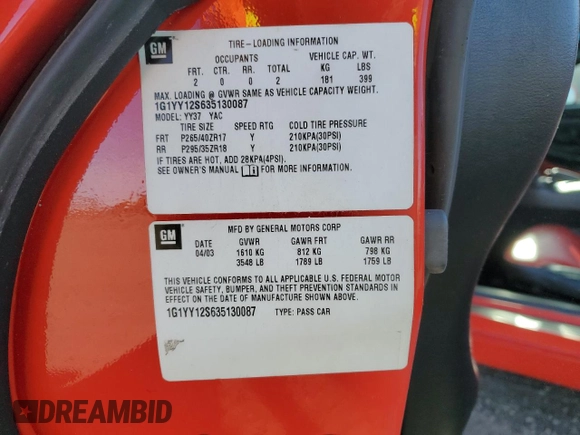 GM
TIRE-LOADING INFORMATION
OCCUPANTS VEHICLE CAP. WT.
FRT. CTR. RR. TOTAL KG LBS
2 0 0 2 181 399
MAX. LOADING @ GVWR SAME AS VEHICLE CAPACITY WEIGHT.
1G1YY12S635130087
MODEL: YY37 YAC
TIRE SIZE SPEED RTG COLD TIRE PRESSURE
FRT P265/40ZR17 Y 210KPA(30PSI)
RR P295/35ZR18 Y 210KPA(30PSI)
IF TIRES ARE HOT, ADD 28KPA(4PSI).
SEE OWNER'S MANUAL FOR MORE INFORMATION.
GM
MFD BY GENERAL MOTORS CORP
DATE GVWR GAWR FRT GAWR RR
04/03 1610 KG 812 KG 798 KG
3548 LB 1789 LB 1759 LB
THIS VEHICLE CONFORMS TO ALL APPLICABLE U.S. FEDERAL MOTOR
VEHICLE SAFETY, BUMPER, AND THEFT PREVENTION STANDARDS IN
EFFECT ON THE DATE OF MANUFACTURE SHOWN ABOVE.
1G1YY12S635130087 TYPE: PASS CAR
DREAMBID